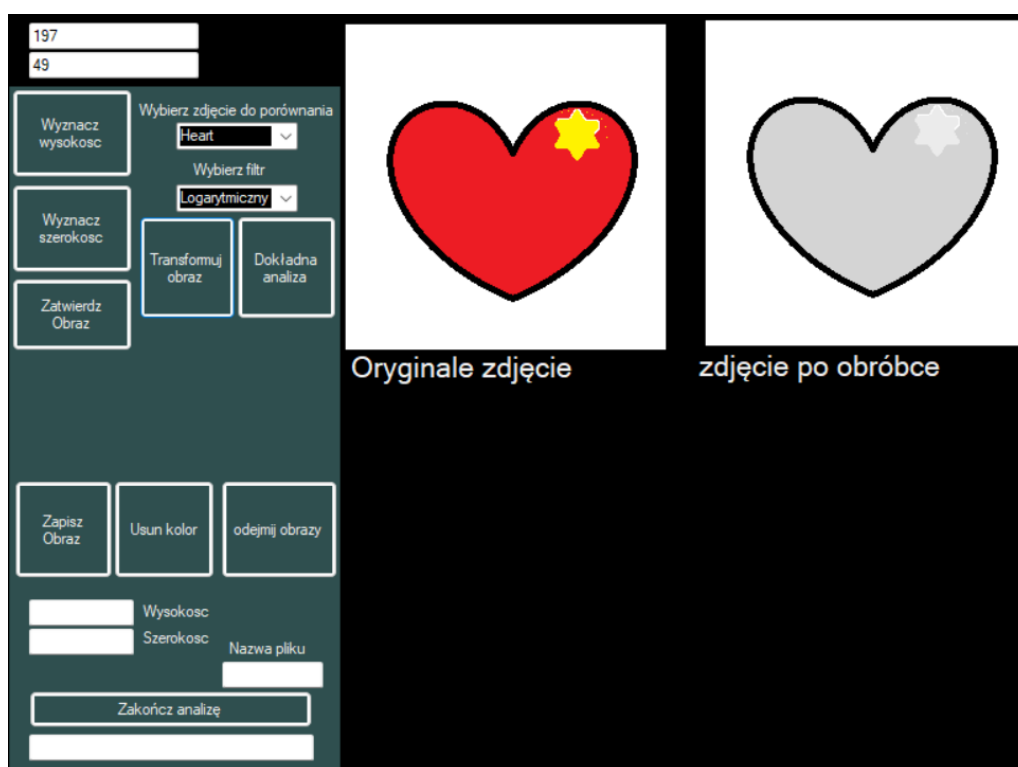 197
49
Wyznacz
wysokosc
Wybierz zdjęcie do porównania
Heart
Wybierz filtr
Logarytmiczny
Wyznacz
szerokosc
Transformuj
obraz
Dokładna
analiza
Zatwierdz
Obraz
Oryginale zdjęcie
zdjęcie po obróbce
Zapisz
Obraz
Usun kolor
odejmij obrazy
Wysokosc
Szerokosc
Nazwa pliku
Zakończ analizę